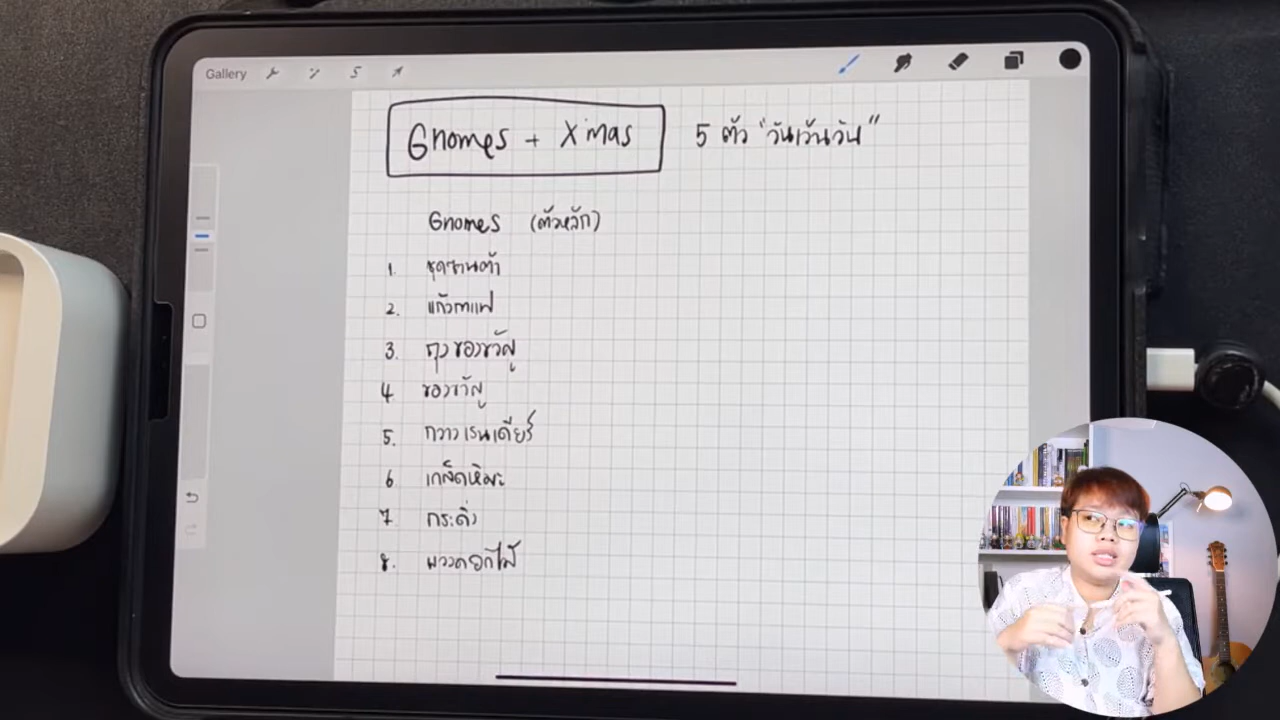 Gallery
Gnomes + X'mas
5 ตัว "วันเว้นวัน"
Gnomes (ตัวหลัก)
1. ชุดซานต้า
2. แก้วกาแฟ
3. ถุงของขวัญ
4 ของขวัญ
5. กวางเรนเดียร์
6 เกล็ดหิมะ
7 กระดิ่ง
8. พวงดอกไม้